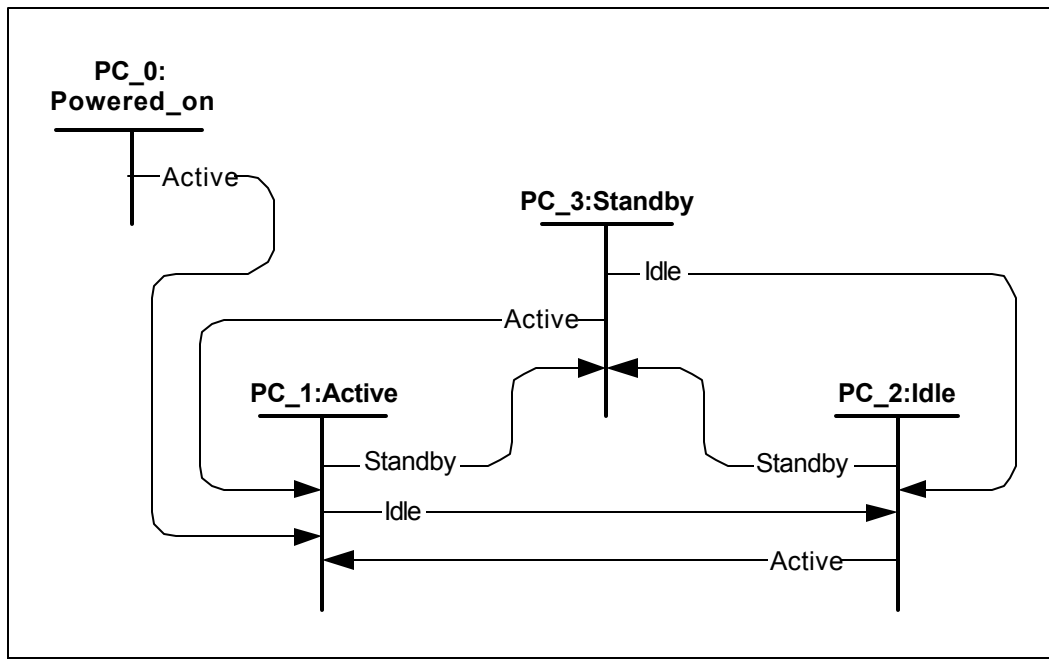 PC_0:
Powered_on
Active
PC_3:Standby
Idle
Active
PC_1:Active
PC_2:Idle
Standby
Standby
Idle
Active